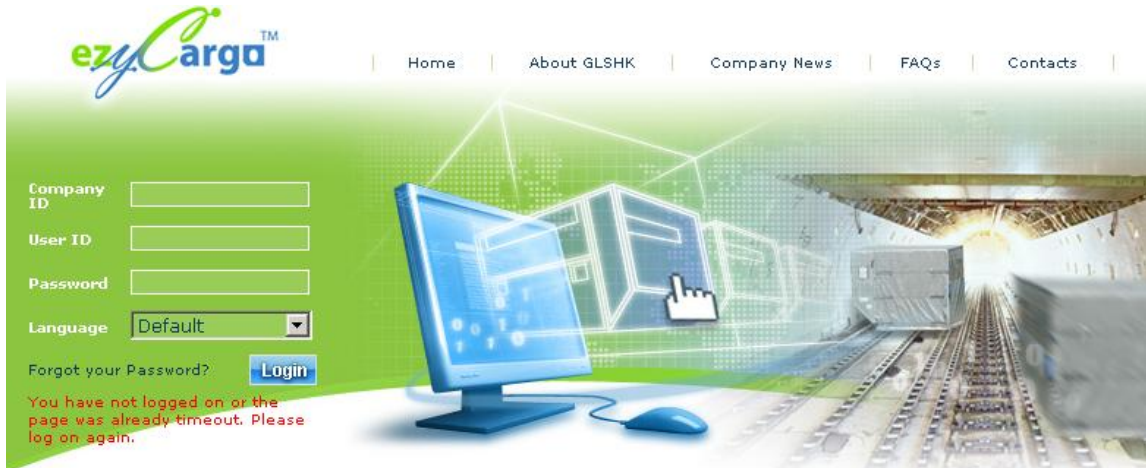 ezyCargo™
Home
About GLSHK
Company News
FAQs
Contacts
Company
ID
User ID
Password
Language
Default
Forgot your Password?
Login
You have not logged on or the
page was already timeout. Please
log on again.